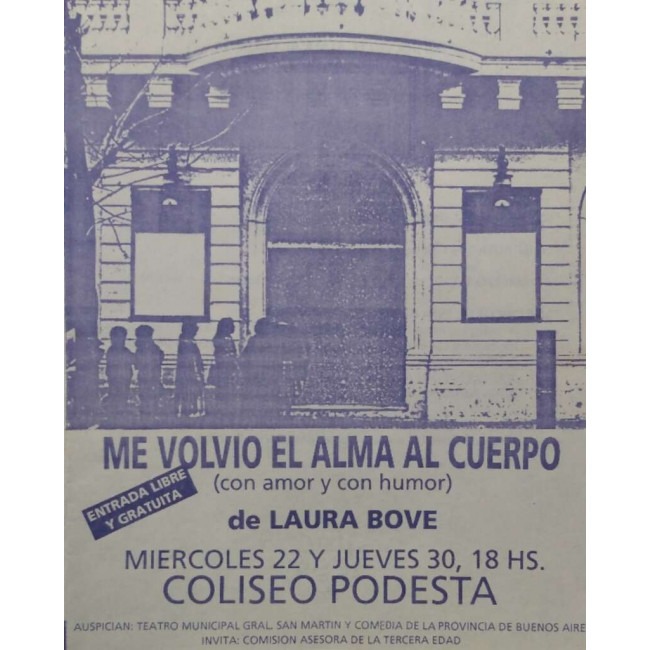 ME VOLVIO EL ALMA AL CUERPO
(con amor y con humor)
ENTRADA LIBRE
Y GRATUITA
de LAURA BOVE
MIERCOLES 22 Y JUEVES 30, 18 HS.
COLISEO PODESTA
AUSPICIAN: TEATRO MUNICIPAL GRAL. SAN MARTIN Y COMEDIA DE LA PROVINCIA DE BUENOS AIRE
INVITA: COMISION ASESORA DE LA TERCERA EDAD